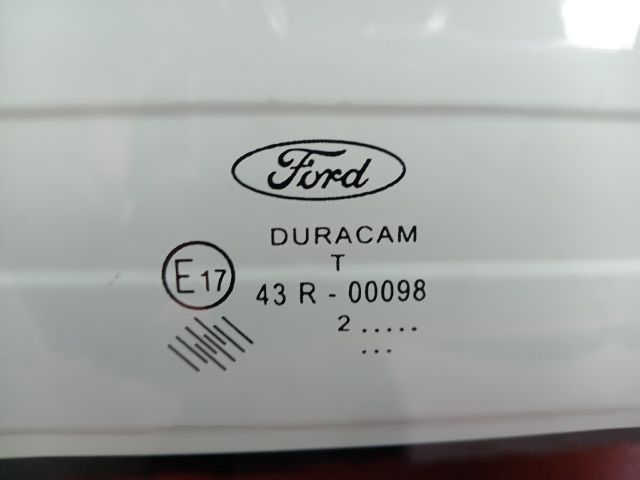 Ford
DURACAM
T
E17
43 R - 00098
2 .....
...